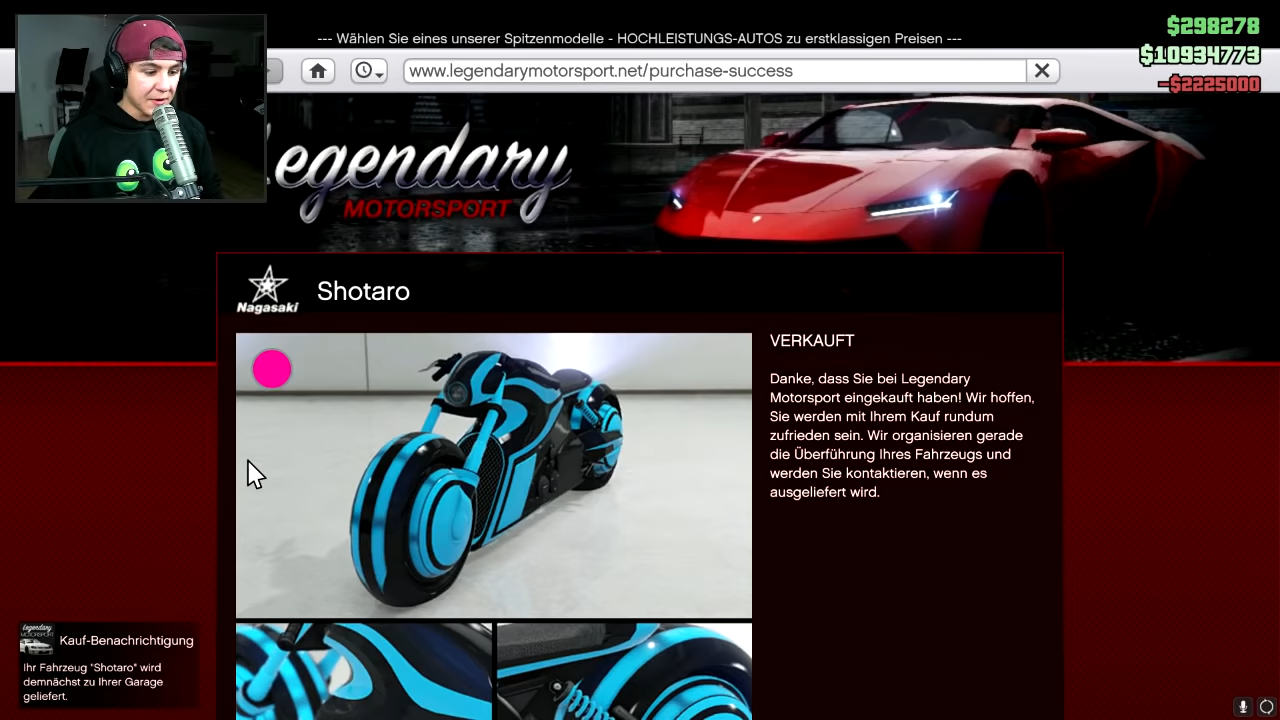 --- Wählen Sie eines unserer Spitzenmodelle - HOCHLEISTUNGS-AUTOS zu erstklassigen Preisen ---
$298278
$10934773
-$2225000
www.legendarymotorsport.net/purchase-success
Legendary
MOTORSPORT
Nagasaki
Shotaro
VERKAUFT
Danke, dass Sie bei Legendary
Motorsport eingekauft haben! Wir hoffen,
Sie werden mit Ihrem Kauf rundum
zufrieden sein. Wir organisieren gerade
die Überführung Ihres Fahrzeugs und
werden Sie kontaktieren, wenn es
ausgeliefert wird.
legendary
MOTORSPORT
Kauf-Benachrichtigung
Ihr Fahrzeug "Shotaro" wird
demnächst zu Ihrer Garage
geliefert.